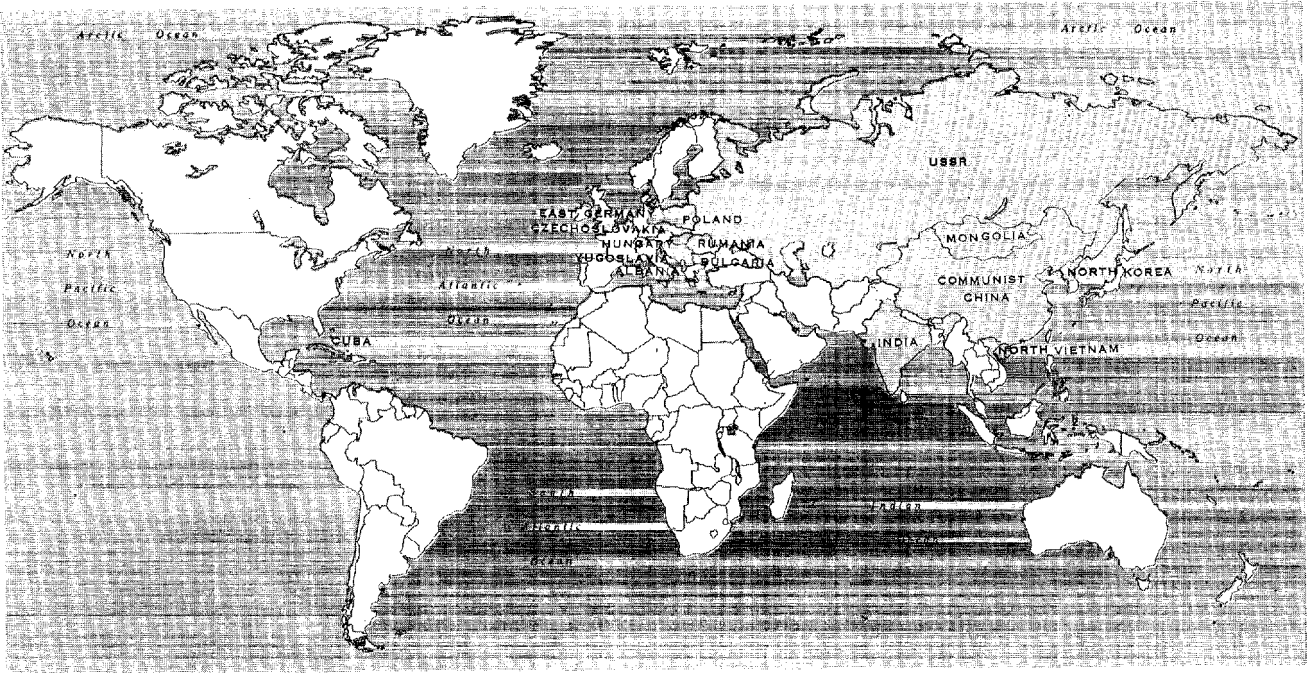 Arctic Ocean
Arctic Ocean
USSR
EAST GERMANY
POLAND
CZECHOSLOVAKIA
HUNGARY
RUMANIA
YUGOSLAVIA
BULGARIA
ALBANIA
MONGOLIA
COMMUNIST
CHINA
NORTH KOREA
North
Pacific
Ocean
North
Atlantic
Ocean
North
Pacific
Ocean
CUBA
INDIA
NORTH VIETNAM
South
Atlantic
Ocean
Indian
Ocean